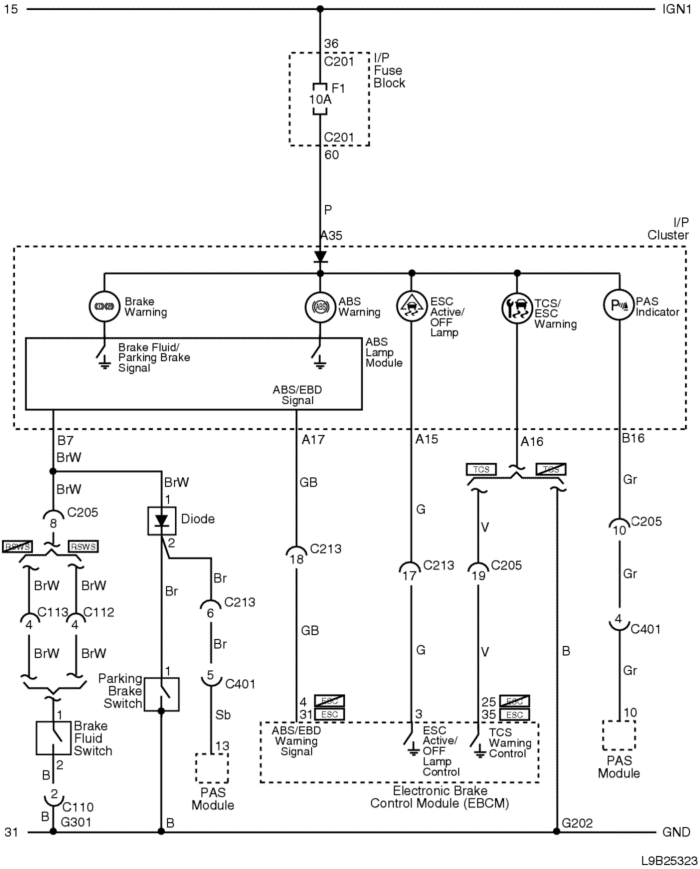 15
IGN1
36
C201
I/P
Fuse
Block
F1
10A
C201
60
P
A35
I/P
Cluster
Brake
Warning
ABS
ABS
Warning
ESC
Active/
OFF
Lamp
TCS/
ESC
Warning
P
PAS
Indicator
Brake Fluid/
Parking Brake
Signal
ABS
Lamp
Module
ABS/EBD
Signal
B7
A17
A15
A16
B16
BrW
BrW
BrW
GB
TCS
TCS
Gr
C205
8
1
Diode
2
G
V
C205
10
RSWS
RSWS
C213
18
C213
17
C205
19
BrW
BrW
Br
Br
C213
6
Gr
C113
4
C112
4
4
C401
BrW
BrW
Br
GB
G
V
B
Gr
Parking
Brake
Switch
1
5
C401
Sb
4
ESC
31
ESC
3
25
ESC
35
ESC
10
1
Brake
Fluid
Switch
2
13
ABS/EBD
Warning
Signal
ESC
Active/
OFF
Lamp
Control
TCS
Warning
Control
PAS
Module
B
PAS
Module
Electronic Brake
Control Module (EBCM)
2
C110
B
G301
B
G202
31
GND
L9B25323